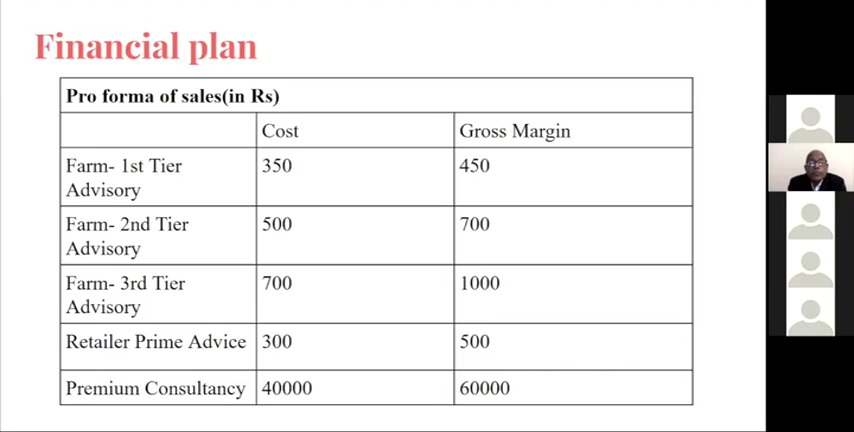 Financial plan
Pro forma of sales(in Rs)
Cost Gross Margin
Farm- 1st Tier 350 450
Advisory
Farm- 2nd Tier 500 700
Advisory
Farm- 3rd Tier 700 1000
Advisory
Retailer Prime Advice 300 500
Premium Consultancy 40000 60000